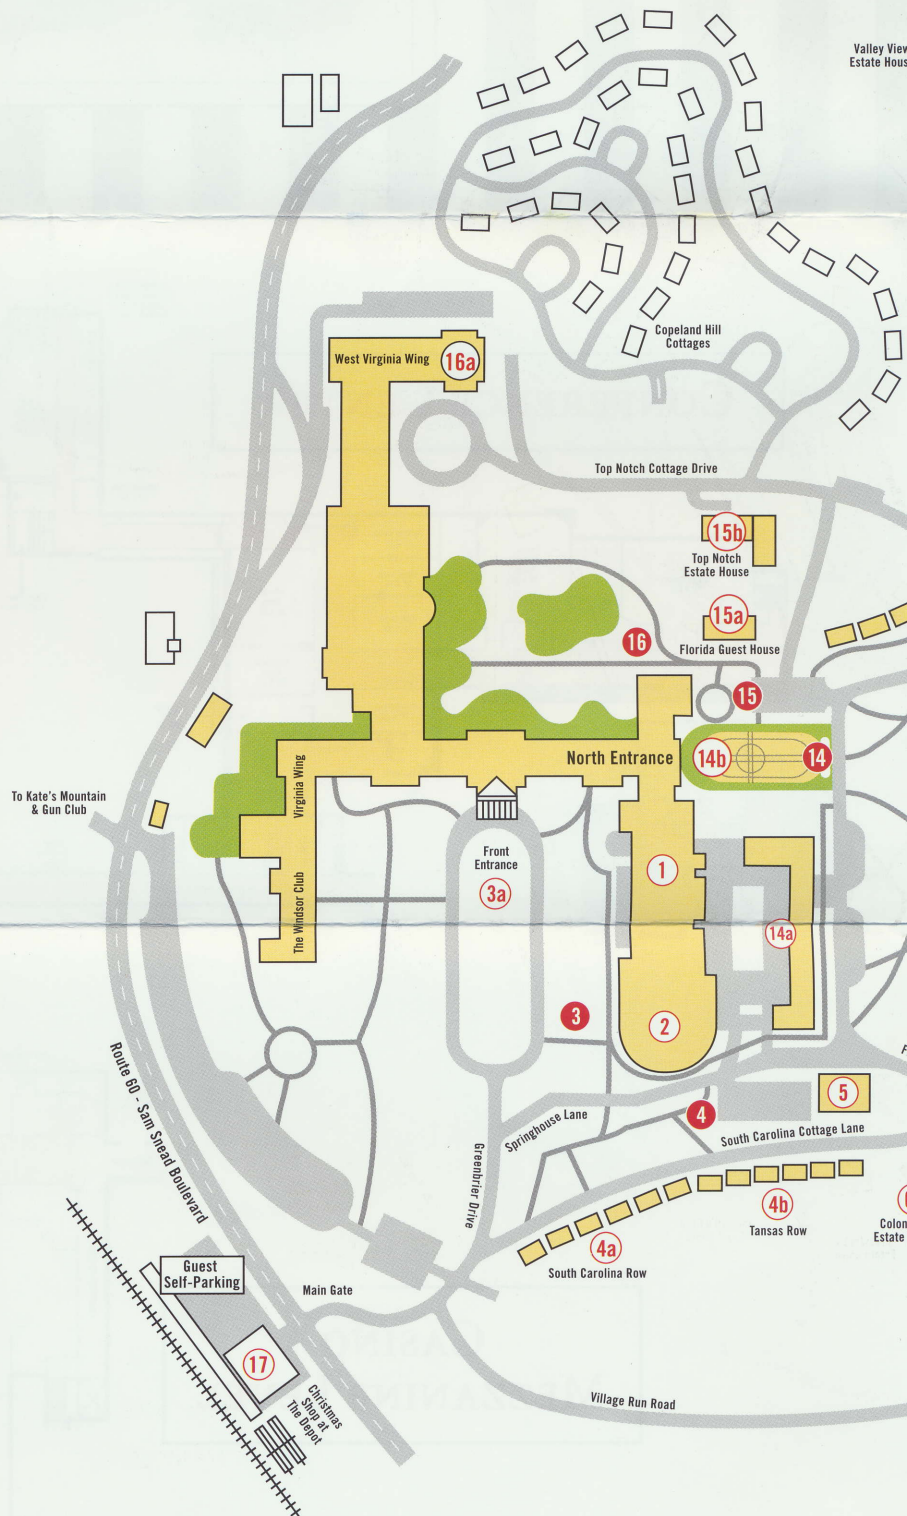 Valley View
Estate Hous
Copeland Hill
Cottages
West Virginia Wing
16a
Top Notch Cottage Drive
15b
Top Notch
Estate House
15a
Florida Guest House
16
15
North Entrance
14b
14
Virginia Wing
To Kate's Mountain
& Gun Club
Front
Entrance
3a
1
The Windsor Club
14a
3
2
5
4
Springhouse Lane
South Carolina Cottage Lane
Route 60 - Sam Snead Boulevard
Greenbrier Drive
4b
Tansas Row
Colon
Estate
4a
South Carolina Row
Guest
Self-Parking
Main Gate
17
Christmas
Shop at
The Depot
Village Run Road